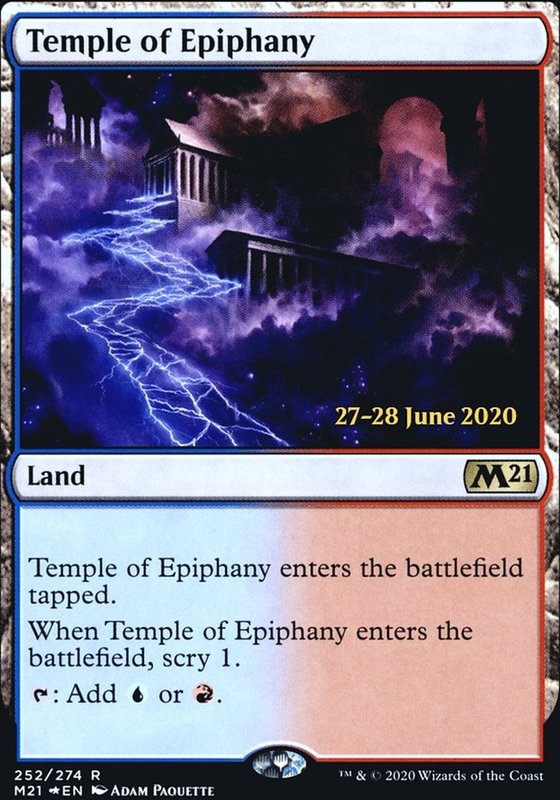 Temple of Epiphany
27–28 June 2020
Land
M21
Temple of Epiphany enters the battlefield
tapped.
When Temple of Epiphany enters the
battlefield, scry 1.
: Add or .
252/274 R
™ & © 2020 Wizards of the Coast
M21 ★ EN Adam Paquette